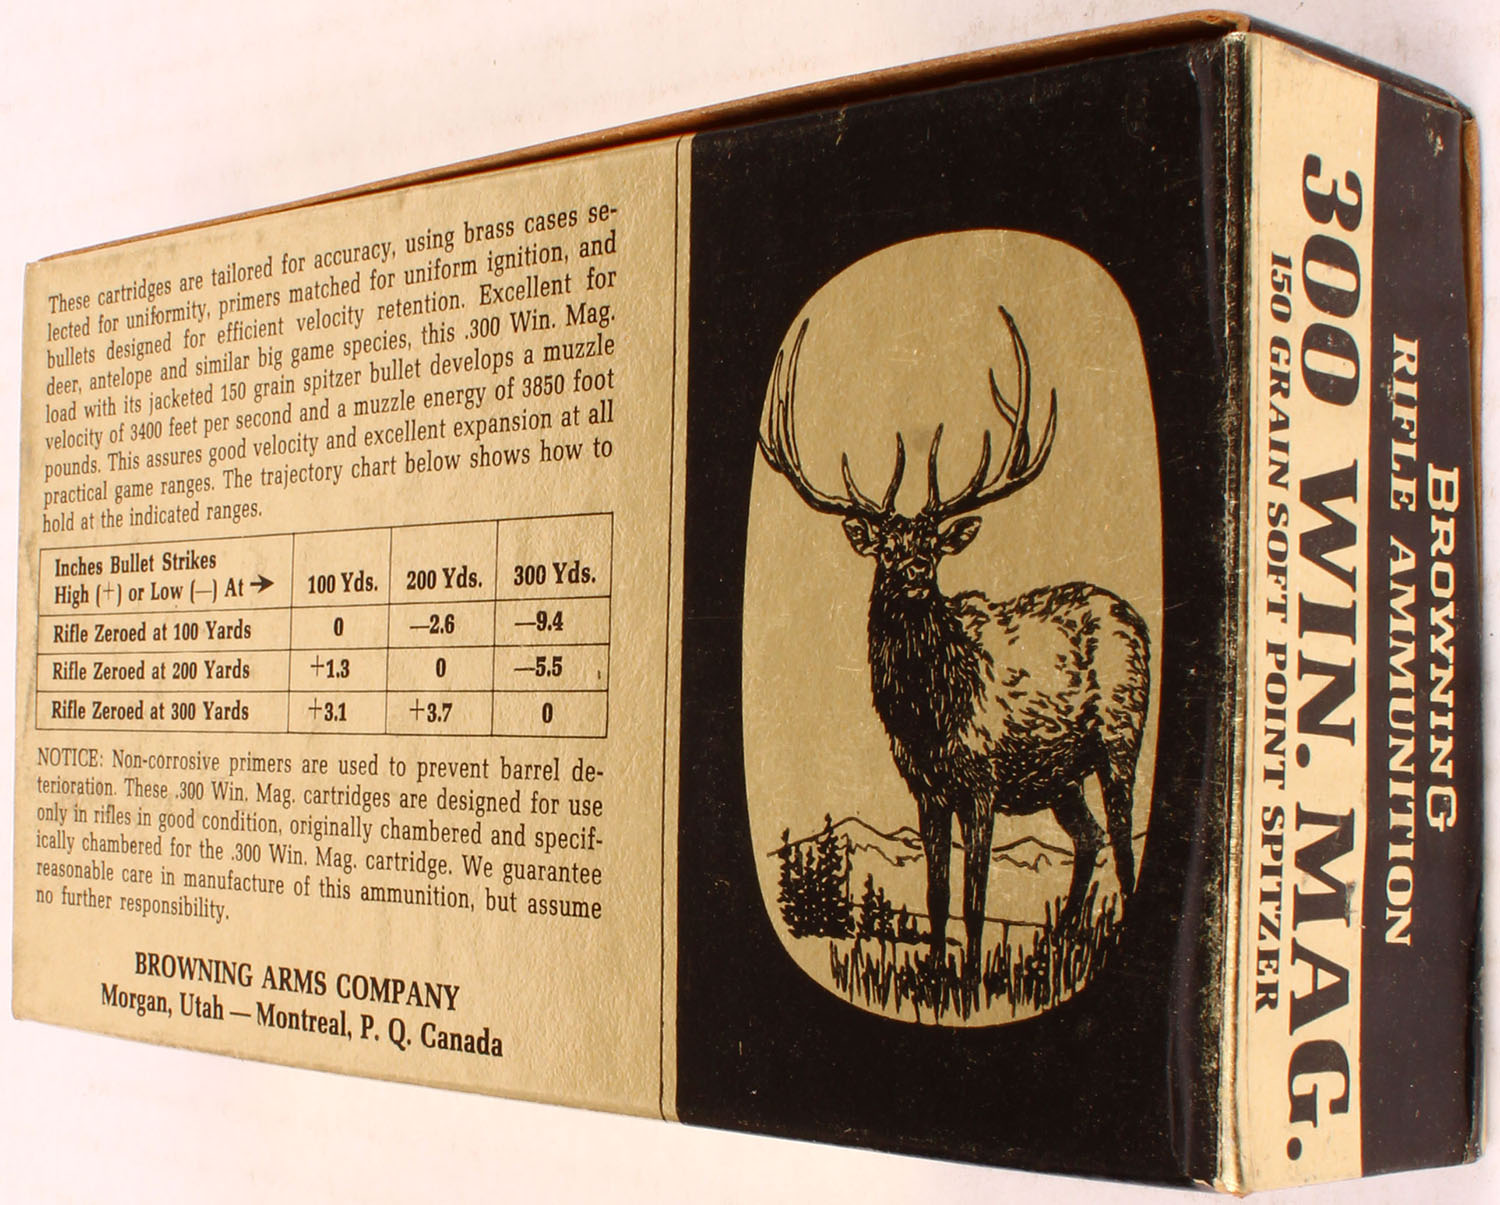 These cartridges are tailored for accuracy, using brass cases se-
lected for uniformity, primers matched for uniform ignition, and
bullets designed for efficient velocity retention. Excellent for
deer, antelope and similar big game species, this .300 Win. Mag.
load with its jacketed 150 grain spitzer bullet develops a muzzle
velocity of 3400 feet per second and a muzzle energy of 3850 foot
pounds. This assures good velocity and excellent expansion at all
practical game ranges. The trajectory chart below shows how to
hold at the indicated ranges.
Inches Bullet Strikes
High (+) or Low (—) At → 100 Yds. 200 Yds. 300 Yds.
Rifle Zeroed at 100 Yards 0 —2.6 —9.4
Rifle Zeroed at 200 Yards +1.3 0 —5.5
Rifle Zeroed at 300 Yards +3.1 +3.7 0
NOTICE: Non-corrosive primers are used to prevent barrel de-
terioration. These .300 Win. Mag. cartridges are designed for use
only in rifles in good condition, originally chambered and specif-
ically chambered for the .300 Win. Mag. cartridge. We guarantee
reasonable care in manufacture of this ammunition, but assume
no further responsibility.
BROWNING ARMS COMPANY
Morgan, Utah — Montreal, P. Q. Canada
BROWNING
RIFLE AMMUNITION
300 WIN. MAG.
150 GRAIN SOFT POINT SPITZER